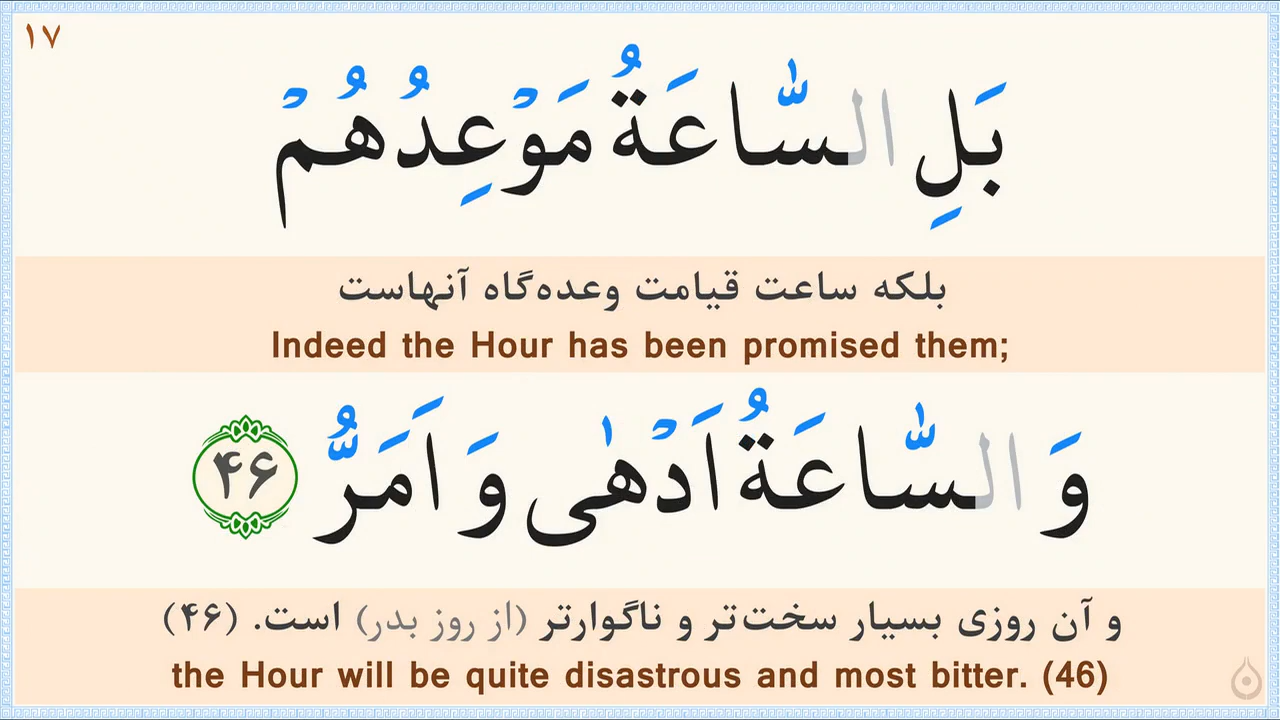 ۱۷
بَلِ السّٰاعَةُ مَوْعِدُهُمْ
بلکه ساعت قیامت وعده‌گاه آنهاست
Indeed the Hour has been promised them;
وَ السّٰاعَةُ اَدْهٰی وَ اَمَرُّ ۴۶
و آن روزی بسیار سخت‌تر و ناگوارتر (از روز بدر) است. (۴۶)
the Hour will be quite disastrous and most bitter. (46)